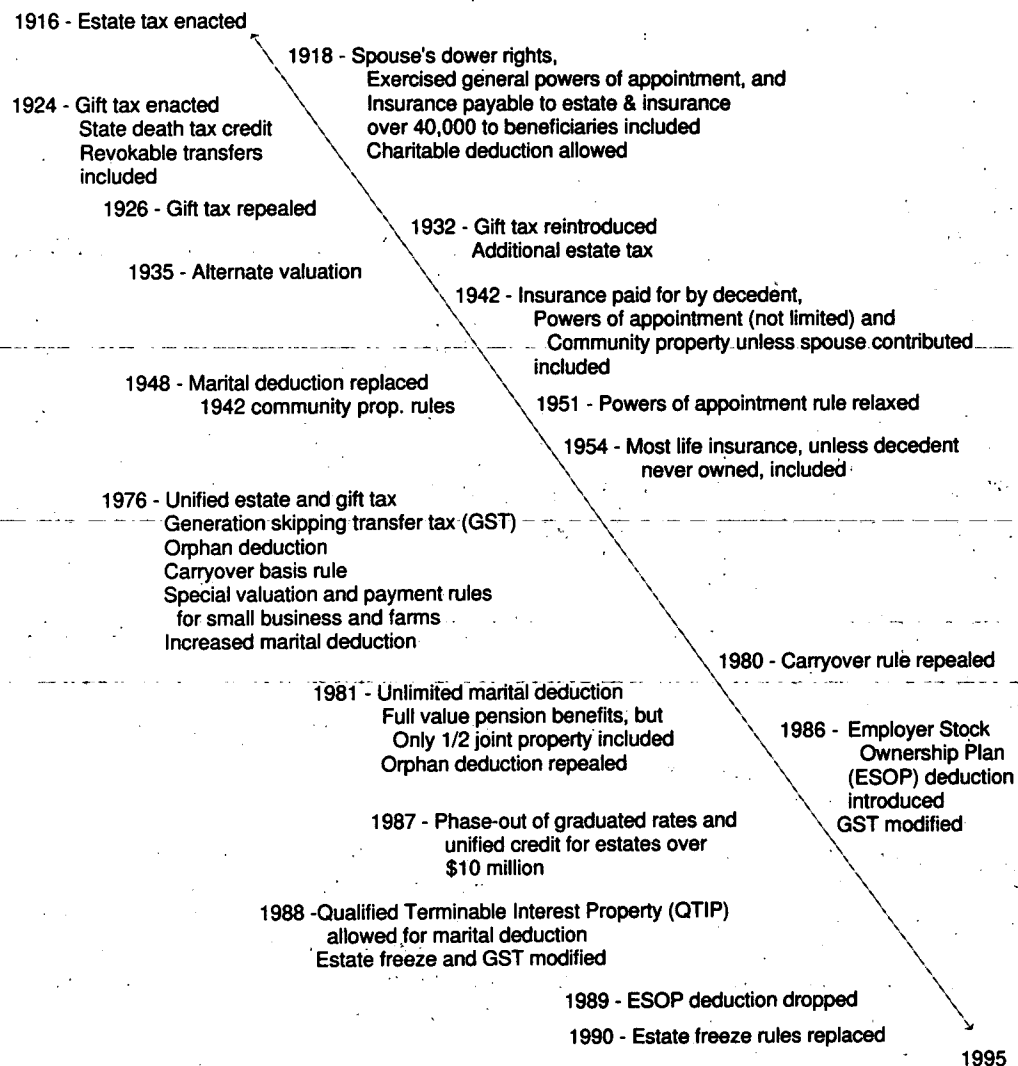 1916 - Estate tax enacted
1918 - Spouse's dower rights,
Exercised general powers of appointment, and
Insurance payable to estate & insurance
over 40,000 to beneficiaries included
Charitable deduction allowed
1924 - Gift tax enacted
State death tax credit
Revokable transfers
included
1926 - Gift tax repealed
1932 - Gift tax reintroduced
Additional estate tax
1935 - Alternate valuation
1942 - Insurance paid for by decedent,
Powers of appointment (not limited) and
Community property unless spouse contributed
included
1948 - Marital deduction replaced
1942 community prop. rules
1951 - Powers of appointment rule relaxed
1954 - Most life insurance, unless decedent
never owned, included
1976 - Unified estate and gift tax
Generation skipping transfer tax (GST)
Orphan deduction
Carryover basis rule
Special valuation and payment rules
for small business and farms
Increased marital deduction
1980 - Carryover rule repealed
1981 - Unlimited marital deduction
Full value pension benefits, but
Only 1/2 joint property included
Orphan deduction repealed
1986 - Employer Stock
Ownership Plan
(ESOP) deduction
introduced
GST modified
1987 - Phase-out of graduated rates and
unified credit for estates over
$10 million
1988 -Qualified Terminable Interest Property (QTIP)
allowed for marital deduction
Estate freeze and GST modified
1989 - ESOP deduction dropped
1990 - Estate freeze rules replaced
1995